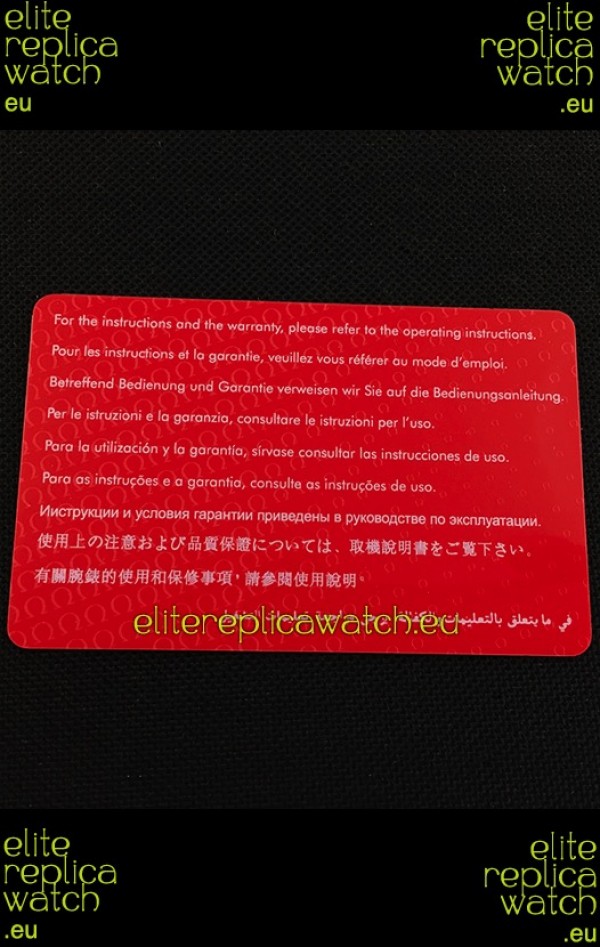 elite
replica
watch
.eu
elite
replica
watch
.eu
For the instructions and the warranty, please refer to the operating instructions.
Pour les instructions et la garantie, veuillez vous référer au mode d'emploi.
Betreffend Bedienung und Garantie verweisen wir Sie auf die Bedienungsanleitung.
Per le istruzioni e la garanzia, consultare le istruzioni per l'uso.
Para la utilización y la garantía, sírvase consultar las instrucciones de uso.
Para as instruções e a garantia, consulte as instruções de uso.
Инструкции и условия гарантии приведены в руководстве по эксплуатации.
使用上の注意および品質保證については、取機說明書をご覧下さい。
有關腕錶的使用和保修事項，請參閱使用說明。
في ما يتعلق بالتعليمات والكفالة
elitereplicawatch.eu
elite
replica
watch
.eu
elite
replica
watch
.eu